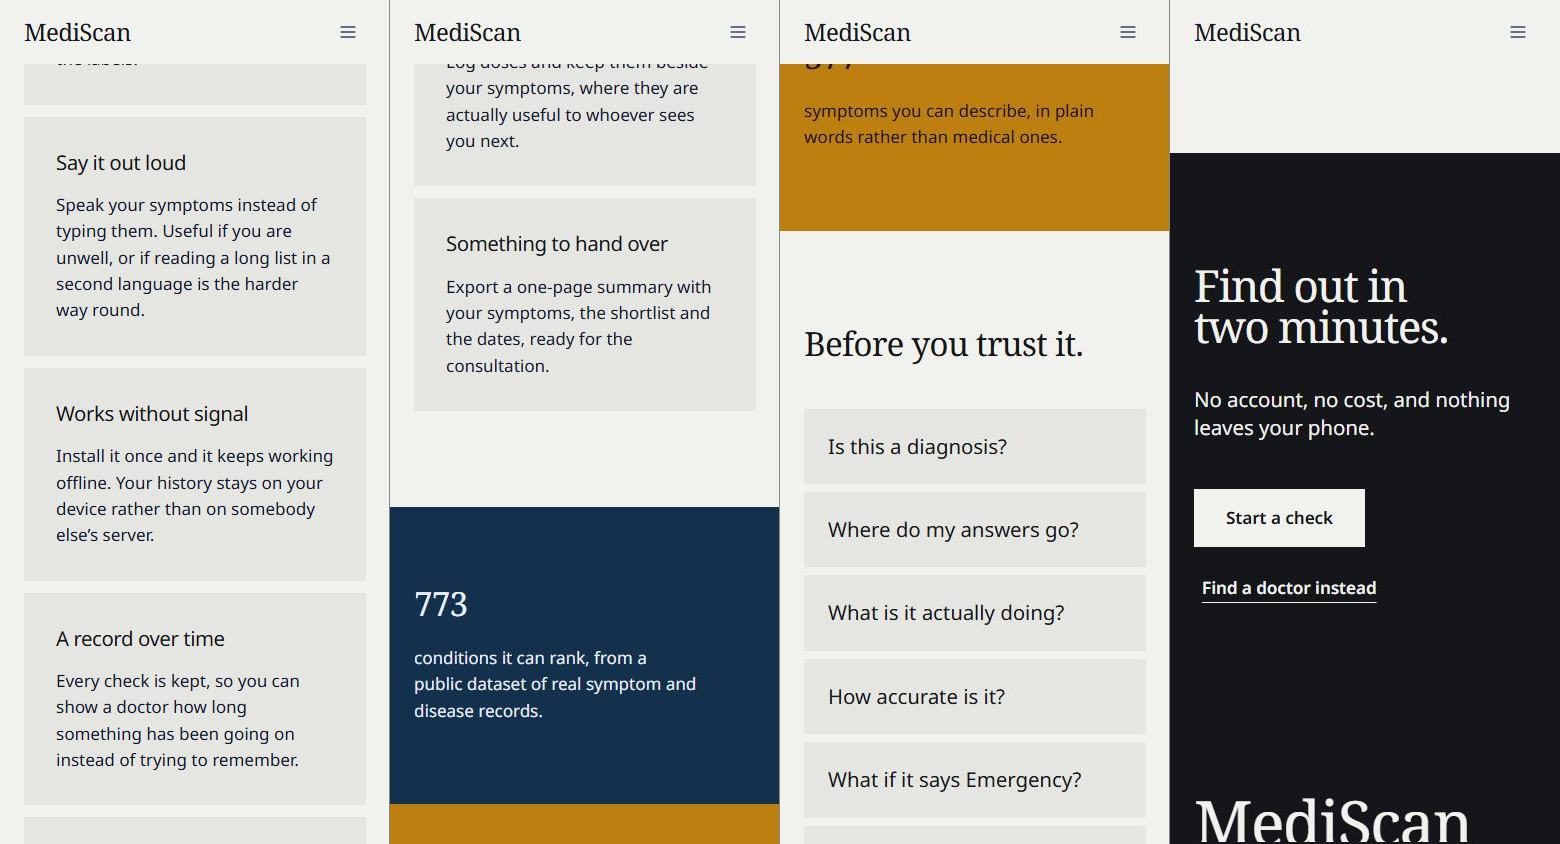 MediScan
the labels.
Say it out loud
Speak your symptoms instead of
typing them. Useful if you are
unwell, or if reading a long list in a
second language is the harder
way round.
Works without signal
Install it once and it keeps working
offline. Your history stays on your
device rather than on somebody
else’s server.
A record over time
Every check is kept, so you can
show a doctor how long
something has been going on
instead of trying to remember.
MediScan
Log doses and keep them beside
your symptoms, where they are
actually useful to whoever sees
you next.
Something to hand over
Export a one-page summary with
your symptoms, the shortlist and
the dates, ready for the
consultation.
773
conditions it can rank, from a
public dataset of real symptom and
disease records.
MediScan
symptoms you can describe, in plain
words rather than medical ones.
Before you trust it.
Is this a diagnosis?
Where do my answers go?
What is it actually doing?
How accurate is it?
What if it says Emergency?
MediScan
Find out in
two minutes.
No account, no cost, and nothing
leaves your phone.
Start a check
Find a doctor instead
MediScan